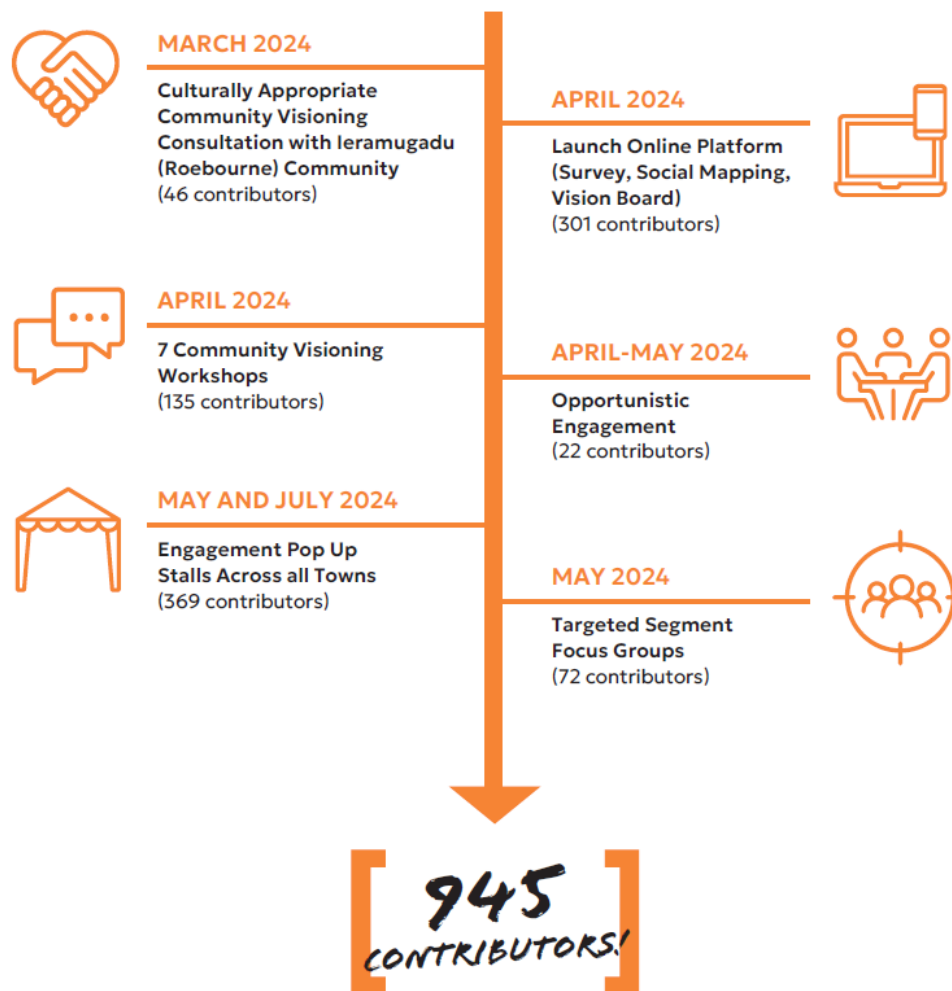 MARCH 2024
Culturally Appropriate
Community Visioning
Consultation with Ieramugadu
(Roebourne) Community
(46 contributors)
APRIL 2024
Launch Online Platform
(Survey, Social Mapping,
Vision Board)
(301 contributors)
APRIL 2024
7 Community Visioning
Workshops
(135 contributors)
APRIL-MAY 2024
Opportunistic
Engagement
(22 contributors)
MAY AND JULY 2024
Engagement Pop Up
Stalls Across all Towns
(369 contributors)
MAY 2024
Targeted Segment
Focus Groups
(72 contributors)
945
CONTRIBUTORS!